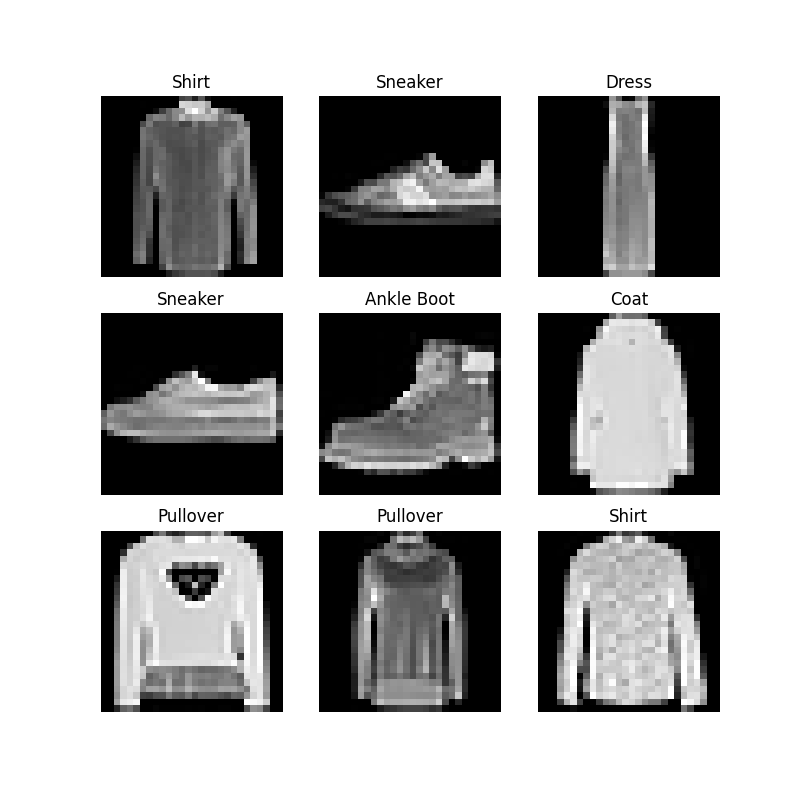 Shirt
Sneaker
Dress
Sneaker
Ankle Boot
Coat
Pullover
Pullover
Shirt